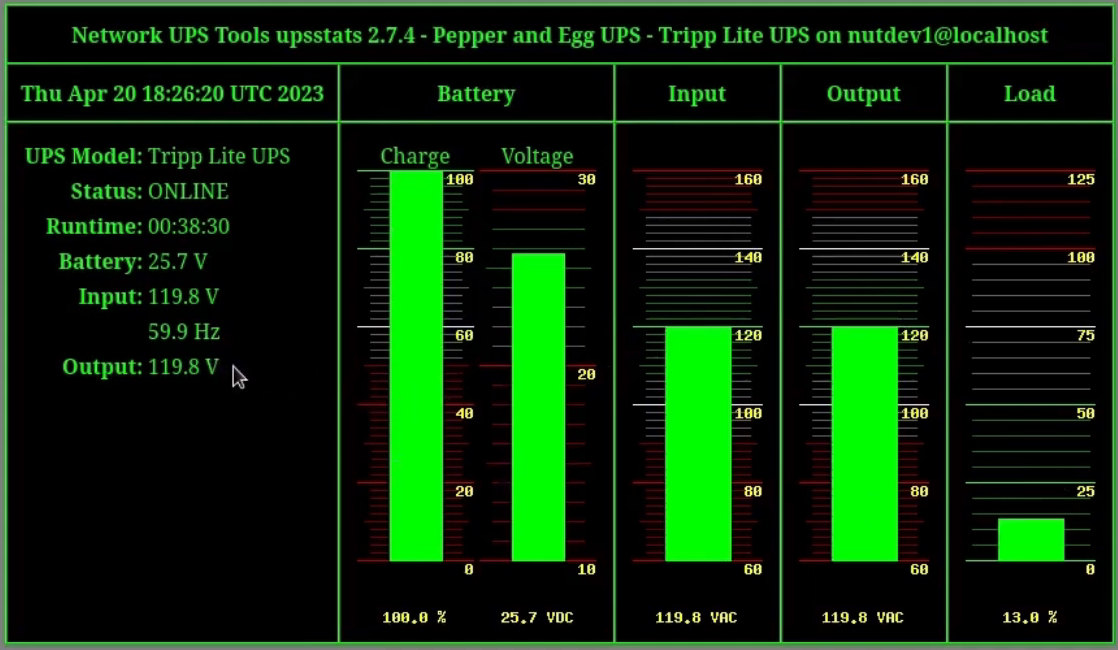 Network UPS Tools upsstats 2.7.4 - Pepper and Egg UPS - Tripp Lite UPS on nutdev1@localhost
Thu Apr 20 18:26:20 UTC 2023
Battery
Input
Output
Load
UPS Model: Tripp Lite UPS
Status: ONLINE
Runtime: 00:38:30
Battery: 25.7 V
Input: 119.8 V
59.9 Hz
Output: 119.8 V
Charge
100
80
60
40
20
0
100.0 %
Voltage
30
20
10
25.7 VDC
160
140
120
100
80
60
119.8 VAC
160
140
120
100
80
60
119.8 VAC
125
100
75
50
25
0
13.0 %